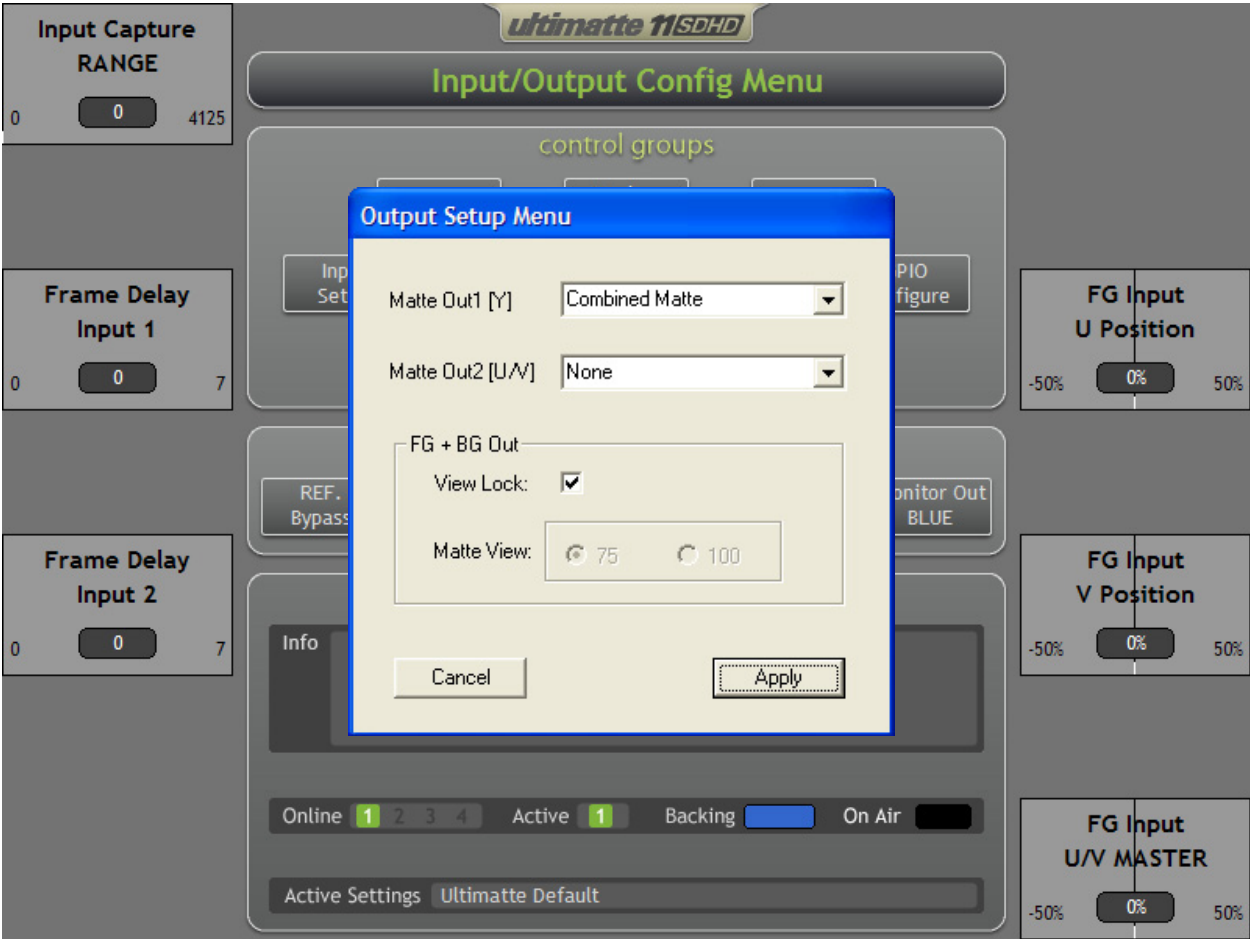 Input Capture
RANGE
0 0 4125
Frame Delay
Input 1
0 0 7
Frame Delay
Input 2
0 0 7
ultimatte 11 SDHD
Input/Output Config Menu
control groups
Output Setup Menu
Matte Out1 [Y] Combined Matte
Matte Out2 [U/V] None
FG + BG Out
View Lock:
Matte View: 75 100
Cancel Apply
REF.
Bypass
BLUE
Info
Online 1 2 3 4 Active 1 Backing On Air
Active Settings Ultimatte Default
FG Input
U Position
-50% 0% 50%
FG Input
V Position
-50% 0% 50%
FG Input
U/V MASTER
-50% 0% 50%